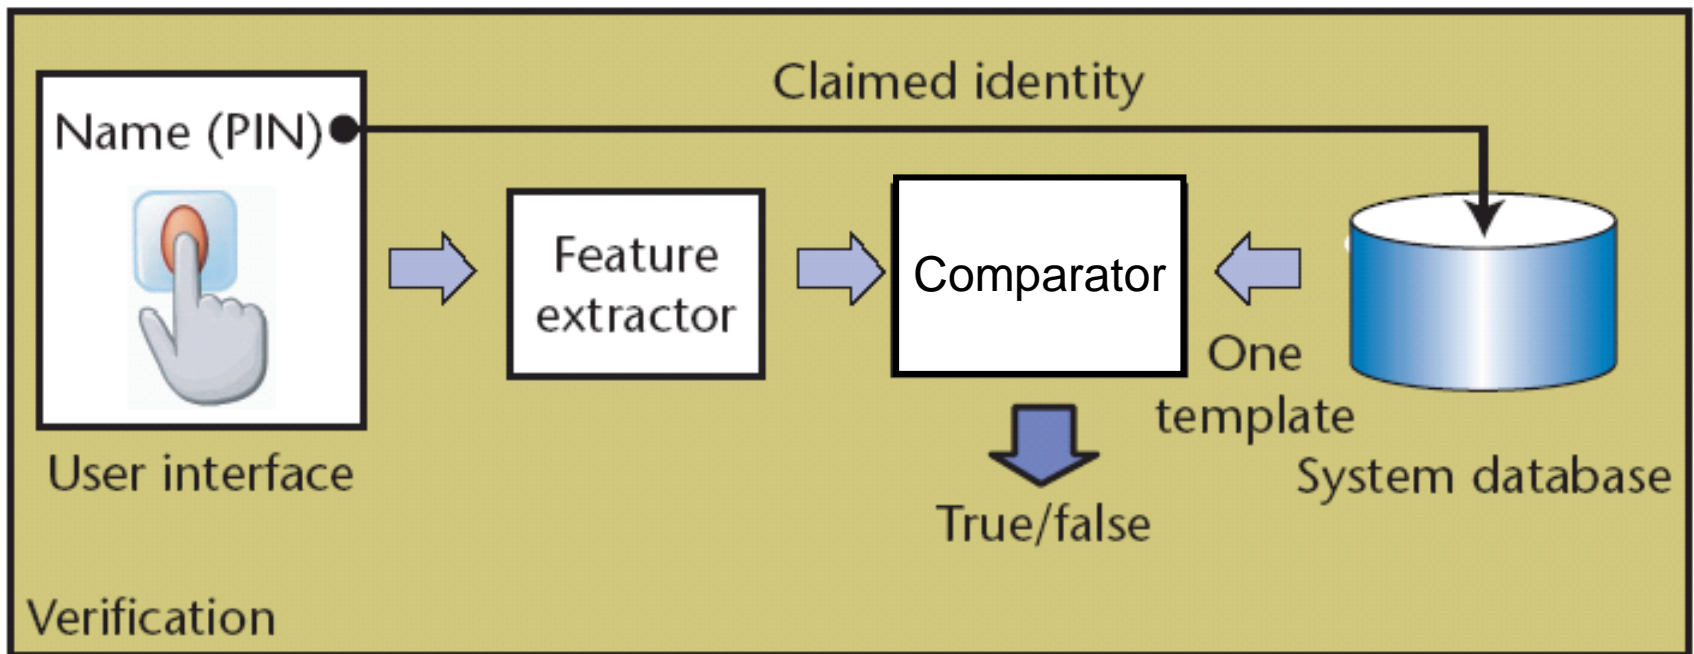 Claimed identity
Name (PIN)
Feature
extractor
Comparator
One
template
User interface
System database
True/false
Verification